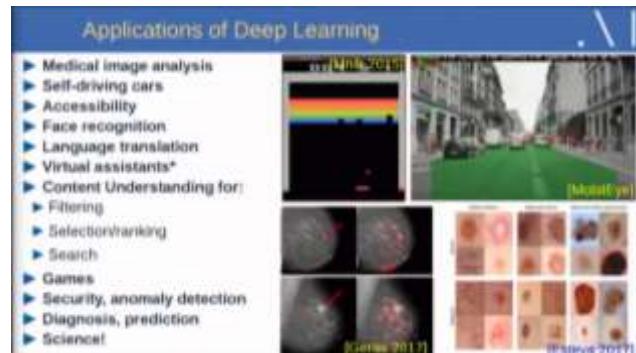 Applications of Deep Learning
Medical image analysis
Self-driving cars
Accessibility
Face recognition
Language translation
Virtual assistants*
Content Understanding for:
Filtering
Selection/ranking
Search
Games
Security, anomaly detection
Diagnosis, prediction
Science!
[Mnih 2015]
[MobilEye]
[Geras 2017]
[Esteva 2017]